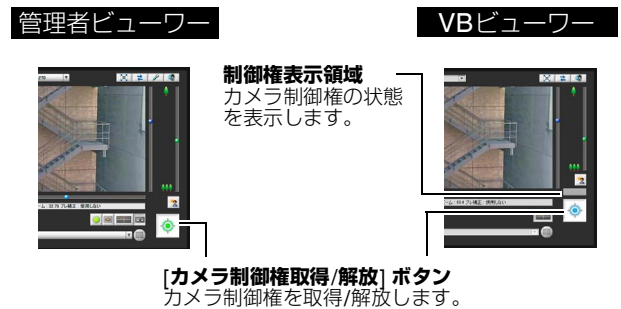 管理者ビューワー
VBビューワー
制御権表示領域
カメラ制御権の状態
を表示します。
[カメラ制御権取得/解放] ボタン
カメラ制御権を取得/解放します。